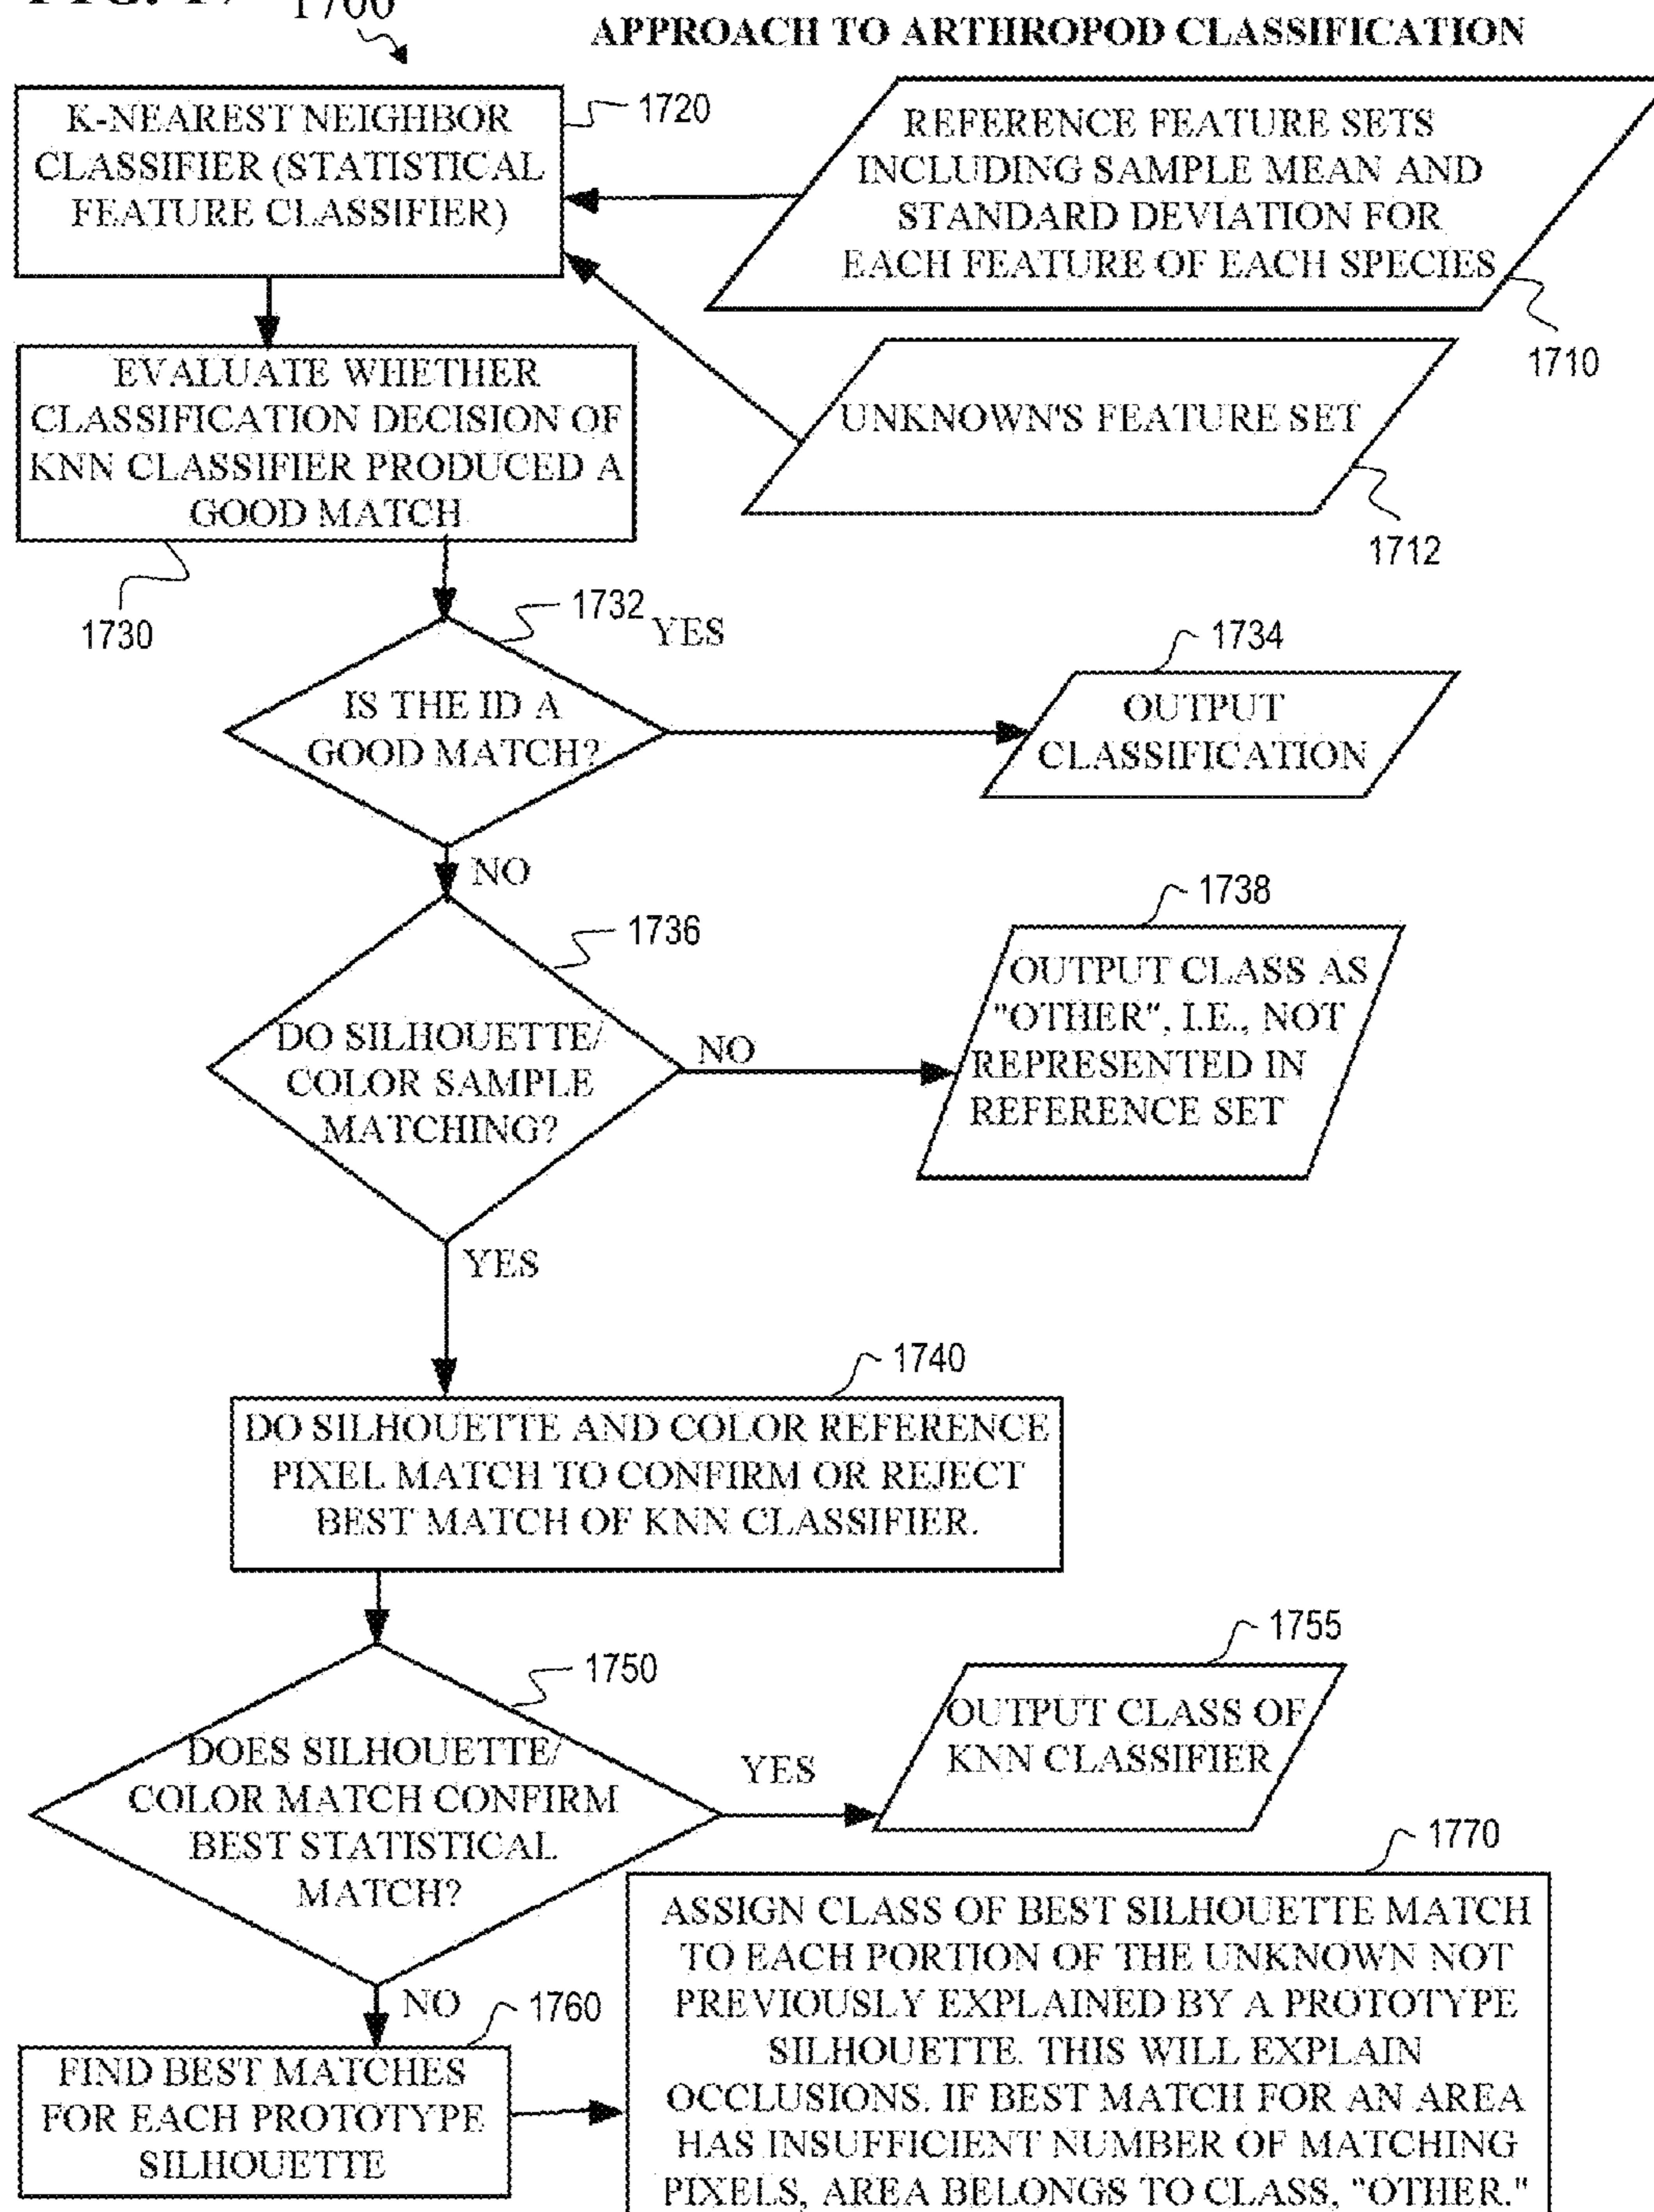 FIG. 17
1700
APPROACH TO ARTHROPOD CLASSIFICATION
K-NEAREST NEIGHBOR
CLASSIFIER (STATISTICAL
FEATURE CLASSIFIER)
1720
REFERENCE FEATURE SETS
INCLUDING SAMPLE MEAN AND
STANDARD DEVIATION FOR
EACH FEATURE OF EACH SPECIES
1710
EVALUATE WHETHER
CLASSIFICATION DECISION OF
KNN CLASSIFIER PRODUCED A
GOOD MATCH
1730
UNKNOWN'S FEATURE SET
1712
1732
YES
IS THE ID A
GOOD MATCH?
1734
OUTPUT
CLASSIFICATION
NO
1736
DO SILHOUETTE/
COLOR SAMPLE
MATCHING?
NO
1738
OUTPUT CLASS AS
"OTHER", I.E., NOT
REPRESENTED IN
REFERENCE SET
YES
1740
DO SILHOUETTE AND COLOR REFERENCE
PIXEL MATCH TO CONFIRM OR REJECT
BEST MATCH OF KNN CLASSIFIER.
1750
DOES SILHOUETTE/
COLOR MATCH CONFIRM
BEST STATISTICAL
MATCH?
YES
1755
OUTPUT CLASS OF
KNN CLASSIFIER
NO
1760
FIND BEST MATCHES
FOR EACH PROTOTYPE
SILHOUETTE
1770
ASSIGN CLASS OF BEST SILHOUETTE MATCH
TO EACH PORTION OF THE UNKNOWN NOT
PREVIOUSLY EXPLAINED BY A PROTOTYPE
SILHOUETTE. THIS WILL EXPLAIN
OCCLUSIONS. IF BEST MATCH FOR AN AREA
HAS INSUFFICIENT NUMBER OF MATCHING
PIXELS, AREA BELONGS TO CLASS, "OTHER."